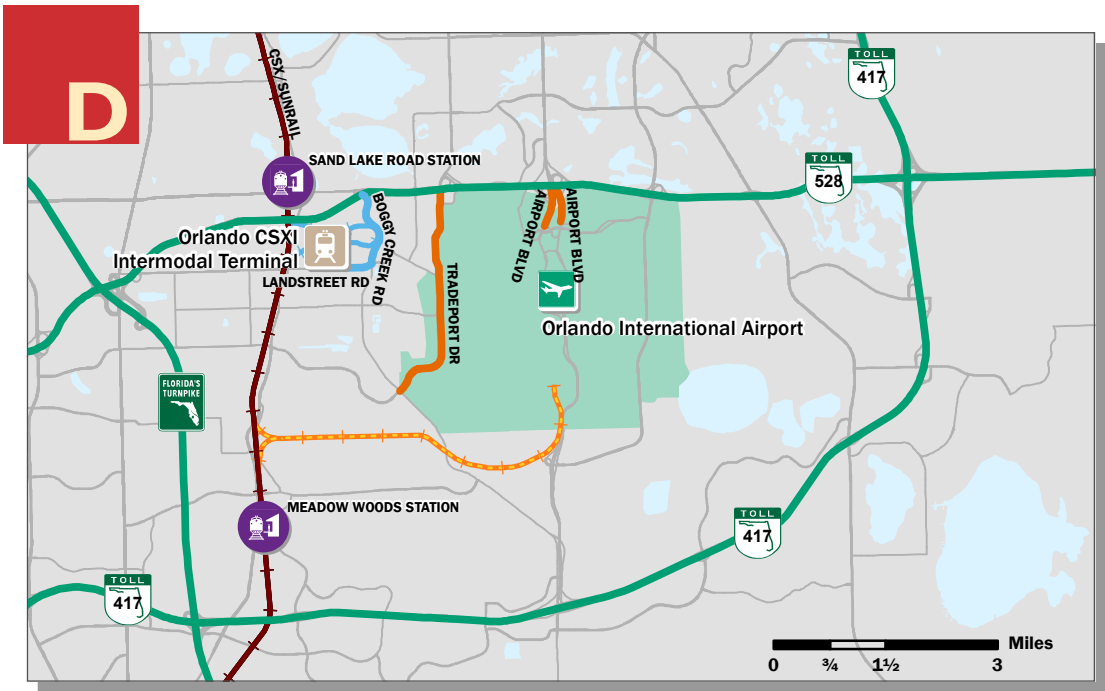 D
CSX/SUNRAIL
TOLL
417
SAND LAKE ROAD STATION
TOLL
528
BOGGY CREEK RD
AIRPORT BLVD
AIRPORT BLVD
Orlando CSXI
Intermodal Terminal
LANDSTREET RD
TRADEPORT DR
Orlando International Airport
FLORIDA'S
TURNPIKE
MEADOW WOODS STATION
TOLL
417
TOLL
417
Miles
0 ¾ 1½ 3